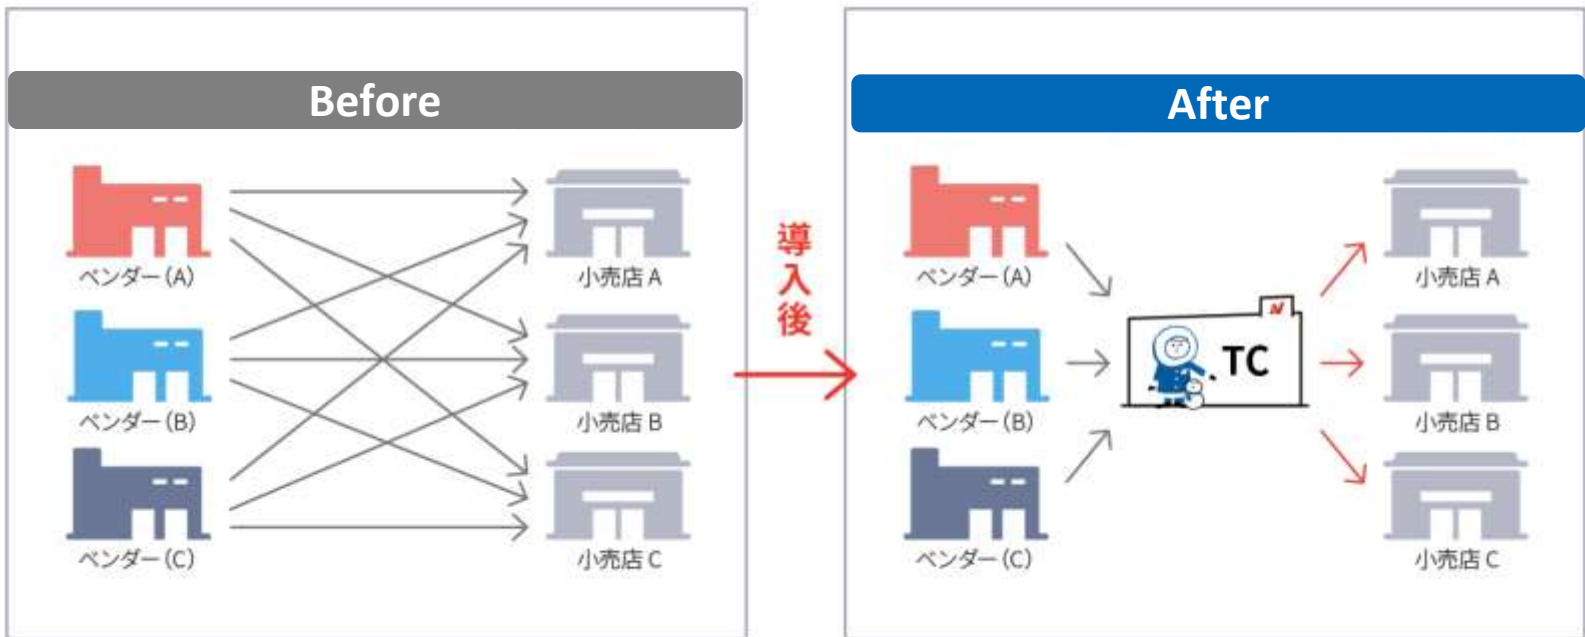 Before
ベンダー(A)
小売店 A
ベンダー(B)
小売店 B
ベンダー(C)
小売店 C
導入後
After
ベンダー(A)
小売店 A
TC
ベンダー(B)
小売店 B
ベンダー(C)
小売店 C